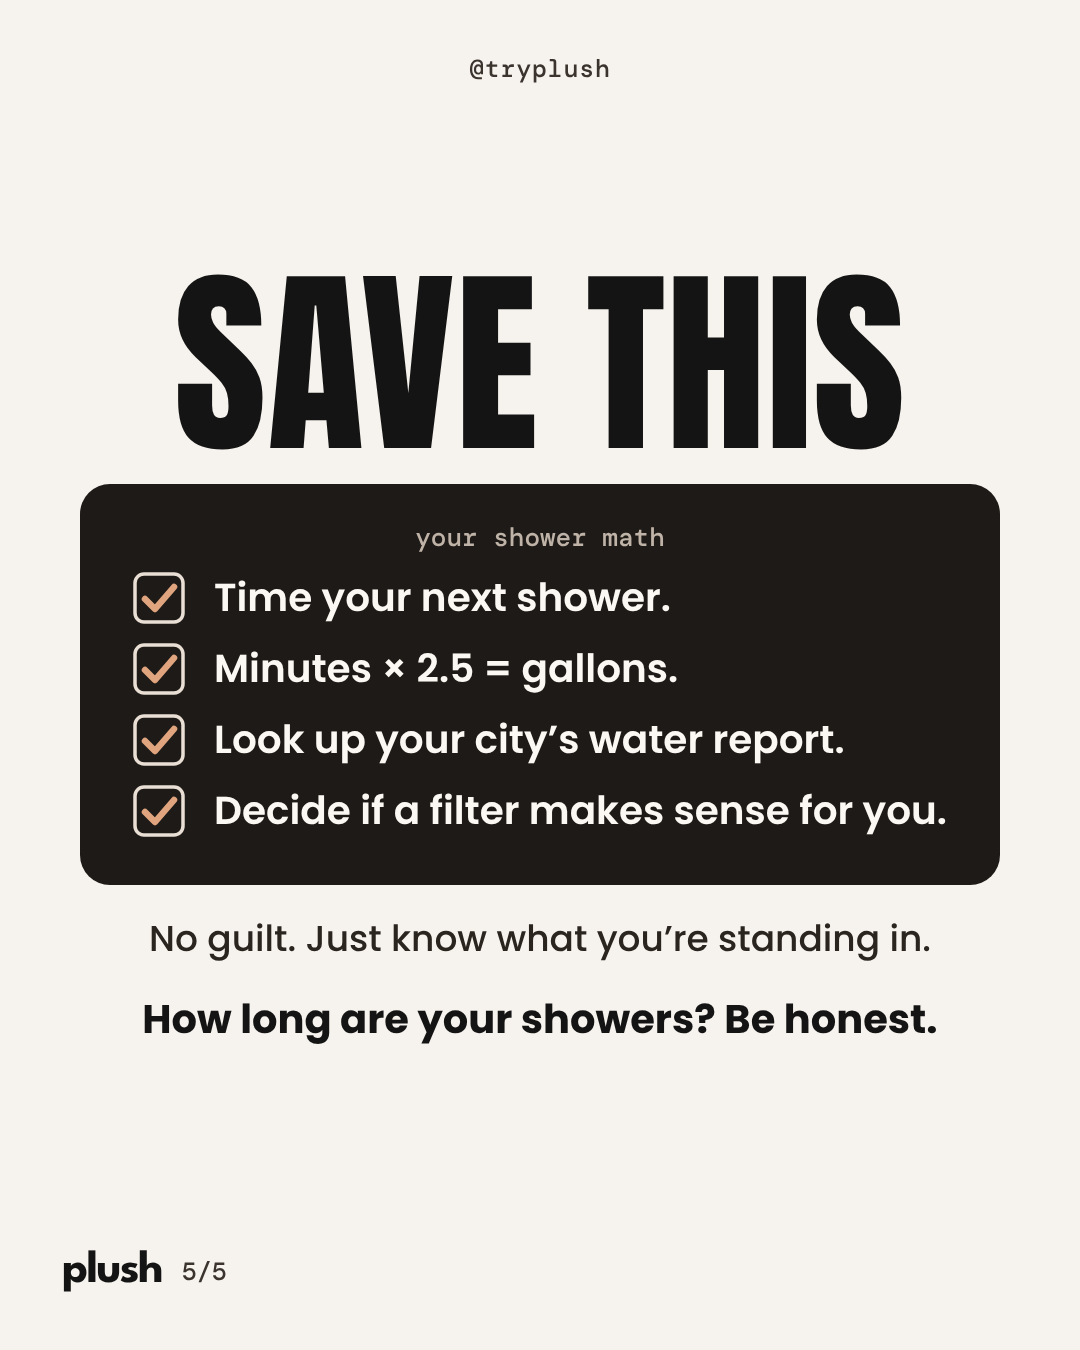 @tryplush
SAVE THIS
your shower math
Time your next shower.
Minutes × 2.5 = gallons.
Look up your city’s water report.
Decide if a filter makes sense for you.
No guilt. Just know what you’re standing in.
How long are your showers? Be honest.
plush 5/5